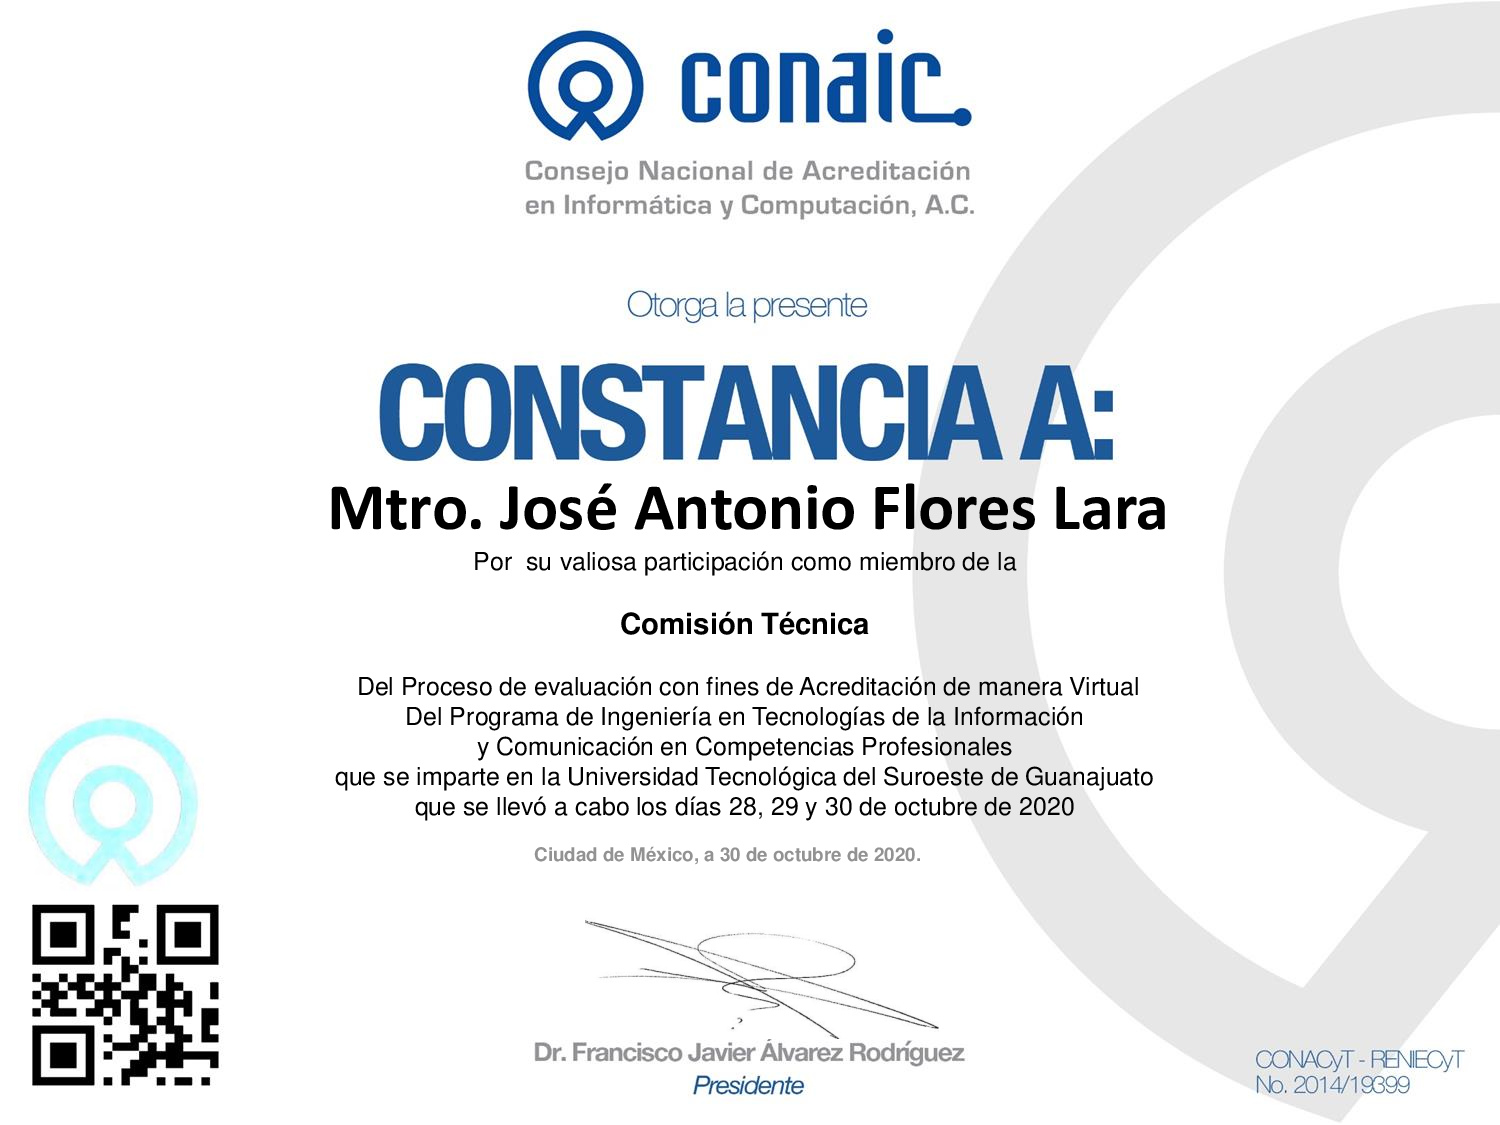 conaic
Consejo Nacional de Acreditación
en Informática y Computación, A.C.
Otorga la presente
CONSTANCIA A:
Mtro. José Antonio Flores Lara
Por su valiosa participación como miembro de la
Comisión Técnica
Del Proceso de evaluación con fines de Acreditación de manera Virtual
Del Programa de Ingeniería en Tecnologías de la Información
y Comunicación en Competencias Profesionales
que se imparte en la Universidad Tecnológica del Suroeste de Guanajuato
que se llevó a cabo los días 28, 29 y 30 de octubre de 2020
Ciudad de México, a 30 de octubre de 2020.
Dr. Francisco Javier Álvarez Rodríguez
Presidente
CONACyT - RENIECyT
No. 2014/19399